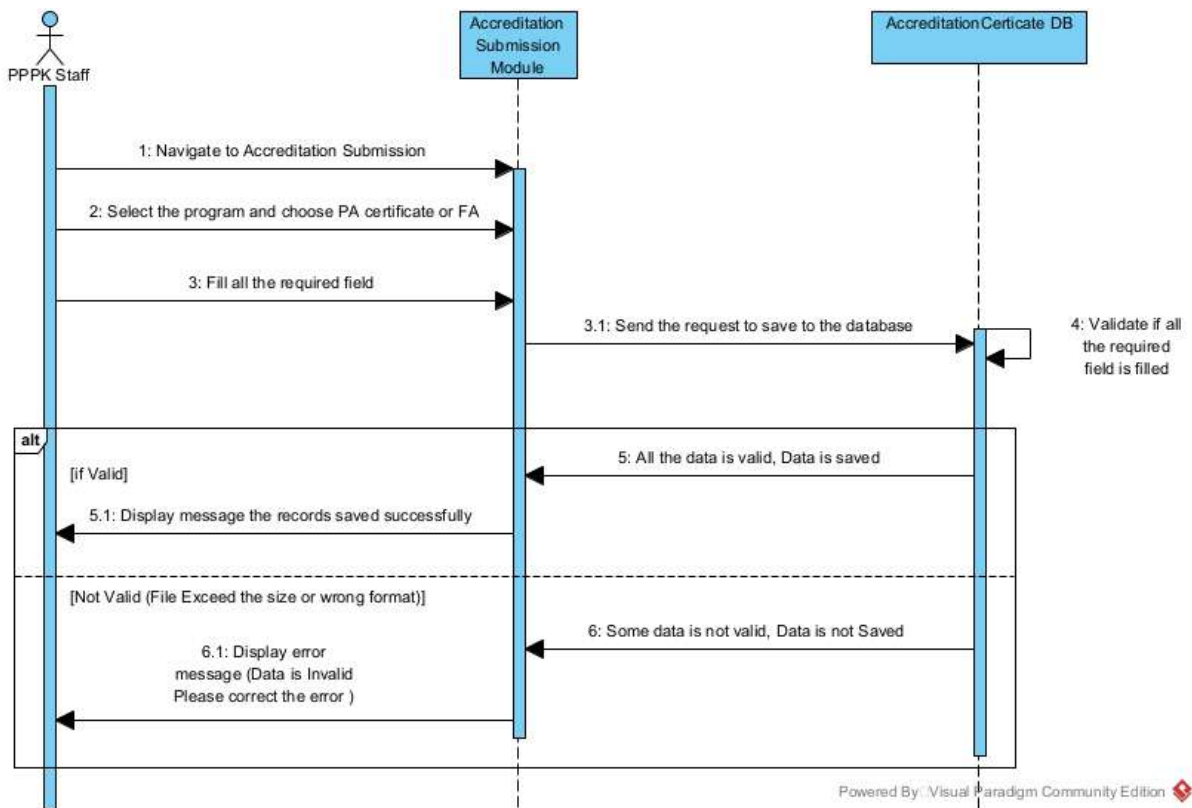 PPPK Staff
Accreditation
Submission
Module
AccreditationCerticate DB
1: Navigate to Accreditation Submission
2: Select the program and choose PA certificate or FA
3: Fill all the required field
3.1: Send the request to save to the database
4: Validate if all
the required
field is filled
alt
[if Valid]
5: All the data is valid, Data is saved
5.1: Display message the records saved successfully
[Not Valid (File Exceed the size or wrong format)]
6: Some data is not valid, Data is not Saved
6.1: Display error
message (Data is Invalid
Please correct the error )
Powered By Visual Paradigm Community Edition